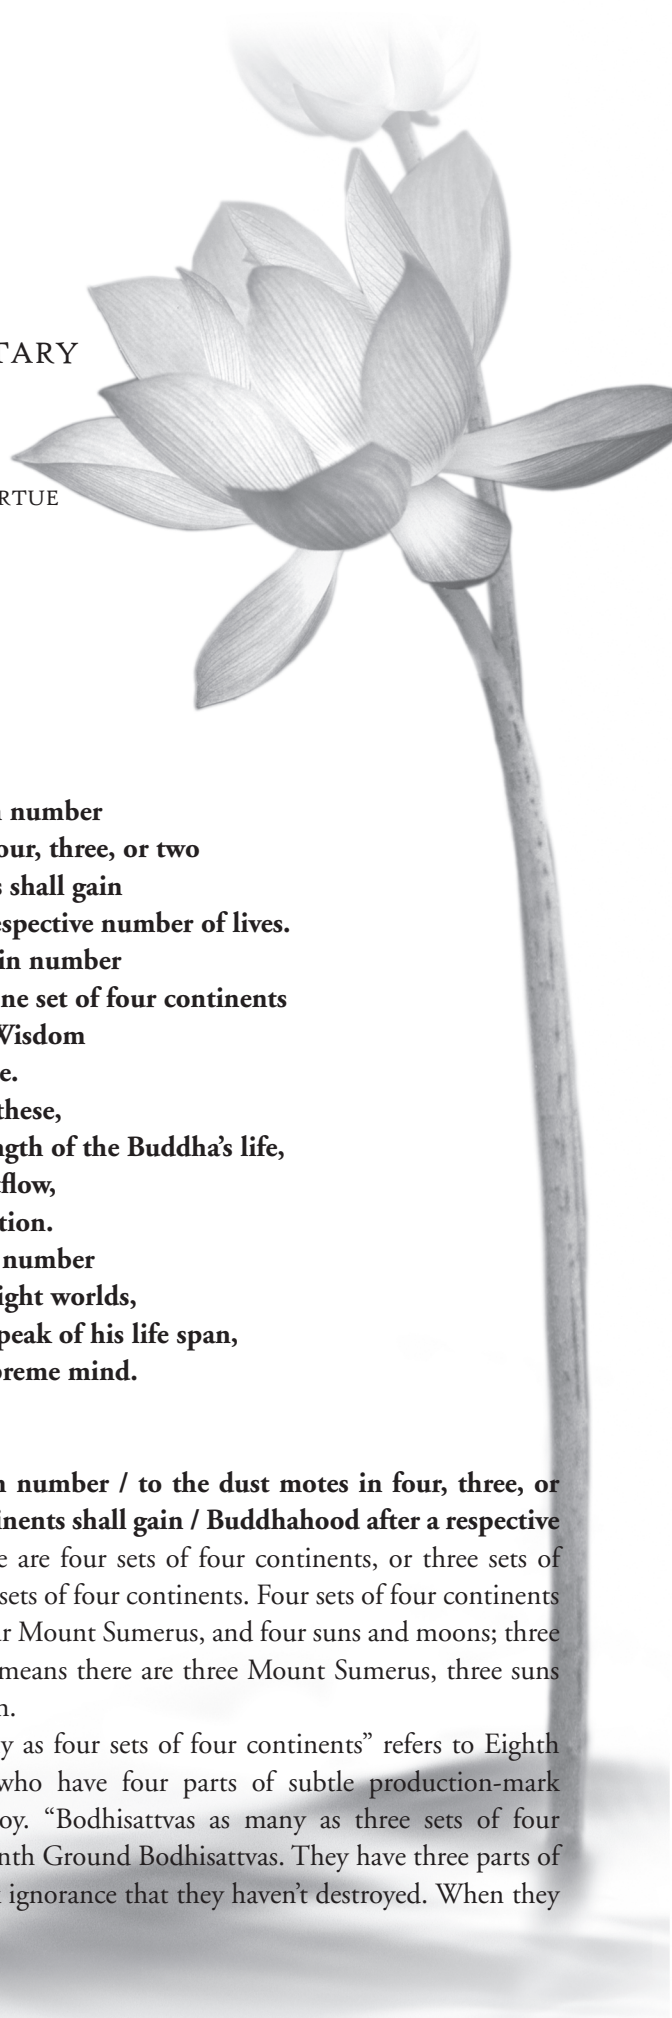 TARY
RTUE
number
our, three, or two
s shall gain
espective number of lives.
in number
ne set of four continents
Wisdom
e.
these,
ngth of the Buddha’s life,
flow,
tion.
number
ight worlds,
peak of his life span,
preme mind.
n number / to the dust motes in four, three, or
inents shall gain / Buddhahood after a respective
e are four sets of four continents, or three sets of
sets of four continents. Four sets of four continents
r Mount Sumerus, and four suns and moons; three
means there are three Mount Sumerus, three suns
n.
y as four sets of four continents” refers to Eighth
who have four parts of subtle production-mark
oy. “Bodhisattvas as many as three sets of four
nth Ground Bodhisattvas. They have three parts of
ignorance that they haven’t destroyed. When they